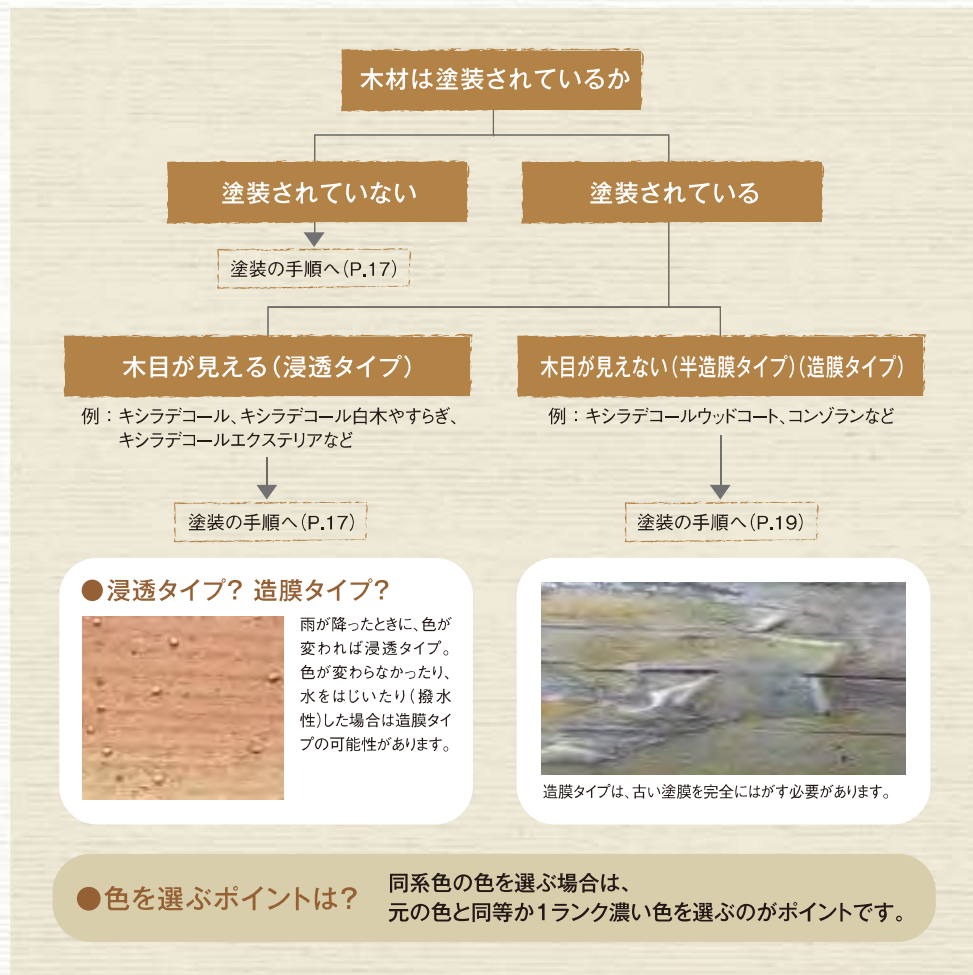 木材は塗装されているか
塗装されていない
塗装されている
塗装の手順へ(P.17)
木目が見える(浸透タイプ)
木目が見えない(半造膜タイプ)(造膜タイプ)
例：キシラデコール、キシラデコール白木やすらぎ、
キシラデコールエクステリアなど
例：キシラデコールウッドコート、コンゾランなど
塗装の手順へ(P.17)
塗装の手順へ(P.19)
●浸透タイプ? 造膜タイプ?
雨が降ったときに、色が
変われば浸透タイプ。
色が変わらなかったり、
水をはじいたり(撥水
性)した場合は造膜タイ
プの可能性があります。
造膜タイプは、古い塗膜を完全にはがす必要があります。
●色を選ぶポイントは?
同系色の色を選ぶ場合は、
元の色と同等か1ランク濃い色を選ぶのがポイントです。